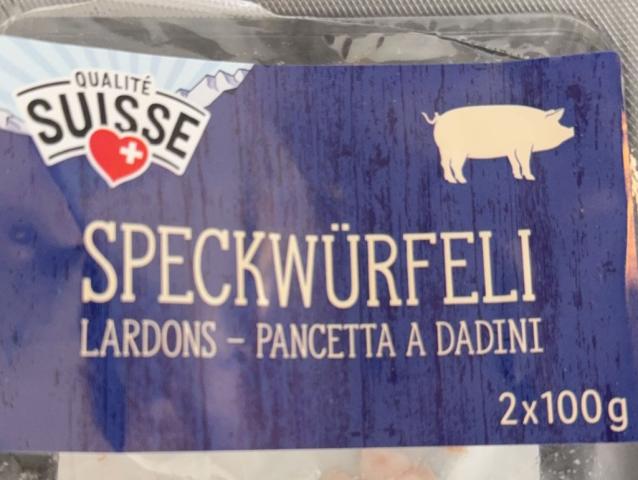 QUALITÉ
SUISSE
SPECKWÜRFELI
LARDONS – PANCETTA A DADINI
2x100g